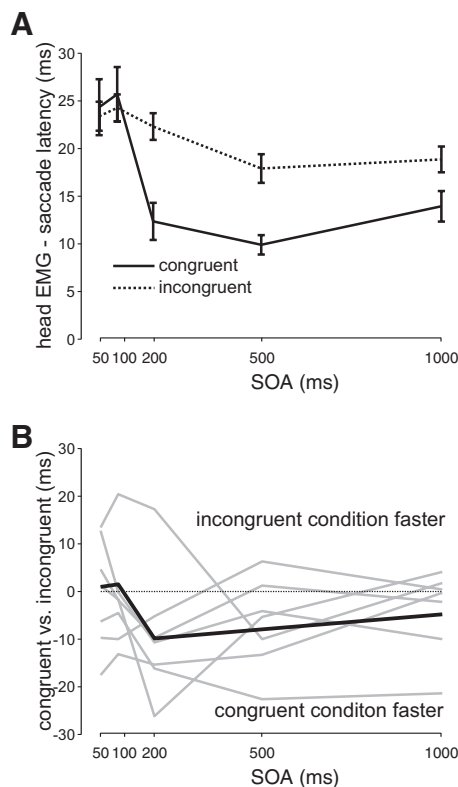 A
head EMG - saccade latency (ms)
30
25
20
15
10
5
0
congruent
incongruent
50 100 200 500 1000
SOA (ms)
B
congruent vs. incongruent (ms)
30
20
10
0
-10
-20
-30
incongruent condition faster
congruent conditon faster
50 100 200 500 1000
SOA (ms)